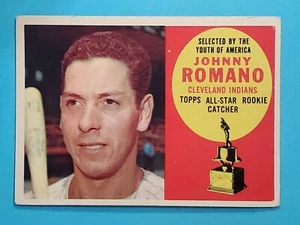 SELECTED BY THE
YOUTH OF AMERICA
JOHNNY
ROMANO
CLEVELAND INDIANS
TOPPS ALL-STAR ROOKIE
CATCHER